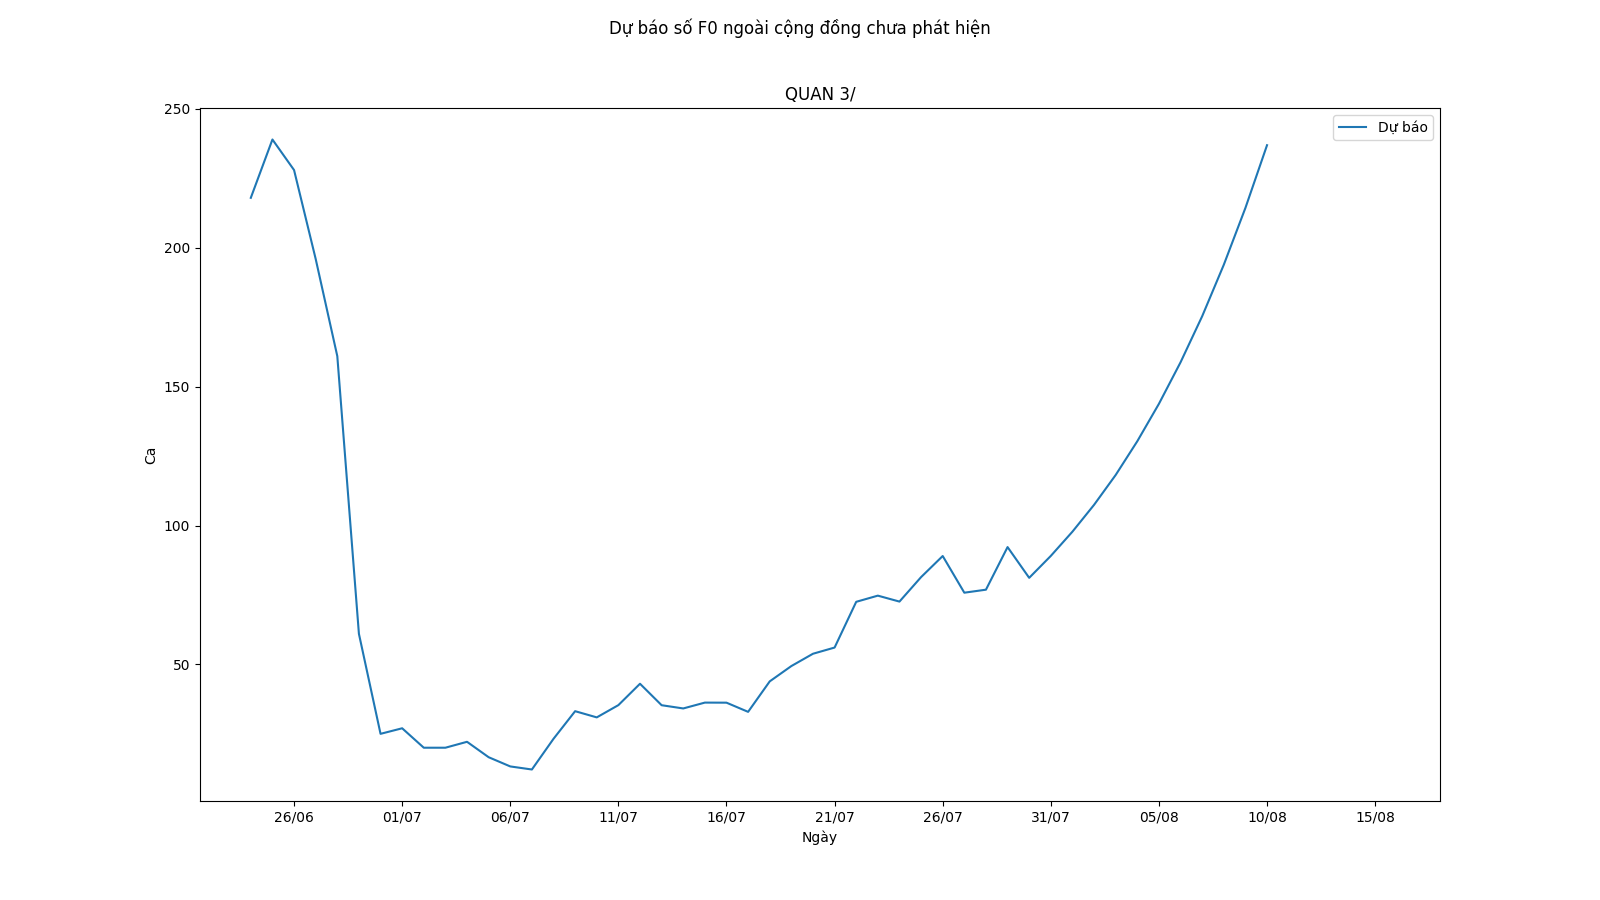 Dự báo số F0 ngoài cộng đồng chưa phát hiện
QUAN 3/
Dự báo
250
200
150
100
50
Ca
26/06 01/07 06/07 11/07 16/07 21/07 26/07 31/07 05/08 10/08 15/08
Ngày